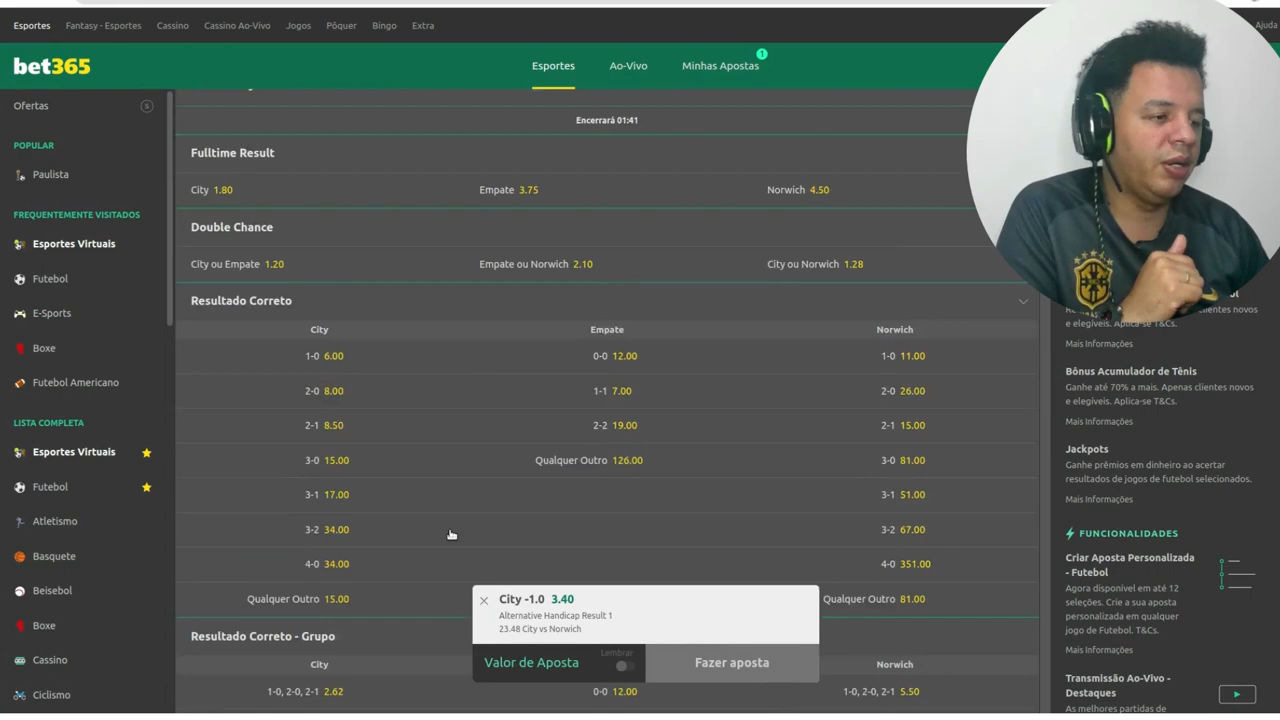 Esportes Fantasy - Esportes Cassino Cassino Ao-Vivo Jogos Pôquer Bingo Extra Ajuda
bet365 Esportes Ao-Vivo Minhas Apostas 1
Ofertas 5
POPULAR
Paulista
FREQUENTEMENTE VISITADOS
Esportes Virtuais
Futebol
E-Sports
Boxe
Futebol Americano
LISTA COMPLETA
Esportes Virtuais
Futebol
Atletismo
Basquete
Beisebol
Boxe
Cassino
Ciclismo
Encerrará 01:41
Fulltime Result
City 1.80 Empate 3.75 Norwich 4.50
Double Chance
City ou Empate 1.20 Empate ou Norwich 2.10 City ou Norwich 1.28
Resultado Correto
City Empate Norwich
1-0 6.00 0-0 12.00 1-0 11.00
2-0 8.00 1-1 7.00 2-0 26.00
2-1 8.50 2-2 19.00 2-1 15.00
3-0 15.00 Qualquer Outro 126.00 3-0 81.00
3-1 17.00 3-1 51.00
3-2 34.00 3-2 67.00
4-0 34.00 4-0 351.00
Qualquer Outro 15.00 Qualquer Outro 81.00
Resultado Correto - Grupo
City Norwich
1-0, 2-0, 2-1 2.62 0-0 12.00 1-0, 2-0, 2-1 5.50
City -1.0 3.40
Alternative Handicap Result 1
23.48 City vs Norwich
Valor de Aposta Lembrar Fazer aposta
e elegíveis. Aplica-se T&Cs.
Mais Informações
Bônus Acumulador de Tênis
Ganhe até 70% a mais. Apenas clientes novos
e elegíveis. Aplica-se T&Cs.
Mais Informações
Jackpots
Ganhe prêmios em dinheiro ao acertar
resultados de jogos de futebol selecionados.
Mais Informações
FUNCIONALIDADES
Criar Aposta Personalizada
- Futebol
Agora disponível em até 12
seleções. Crie a sua aposta
personalizada em qualquer
jogo de Futebol. T&Cs.
Mais Informações
Transmissão Ao-Vivo -
Destaques
As melhores partidas de